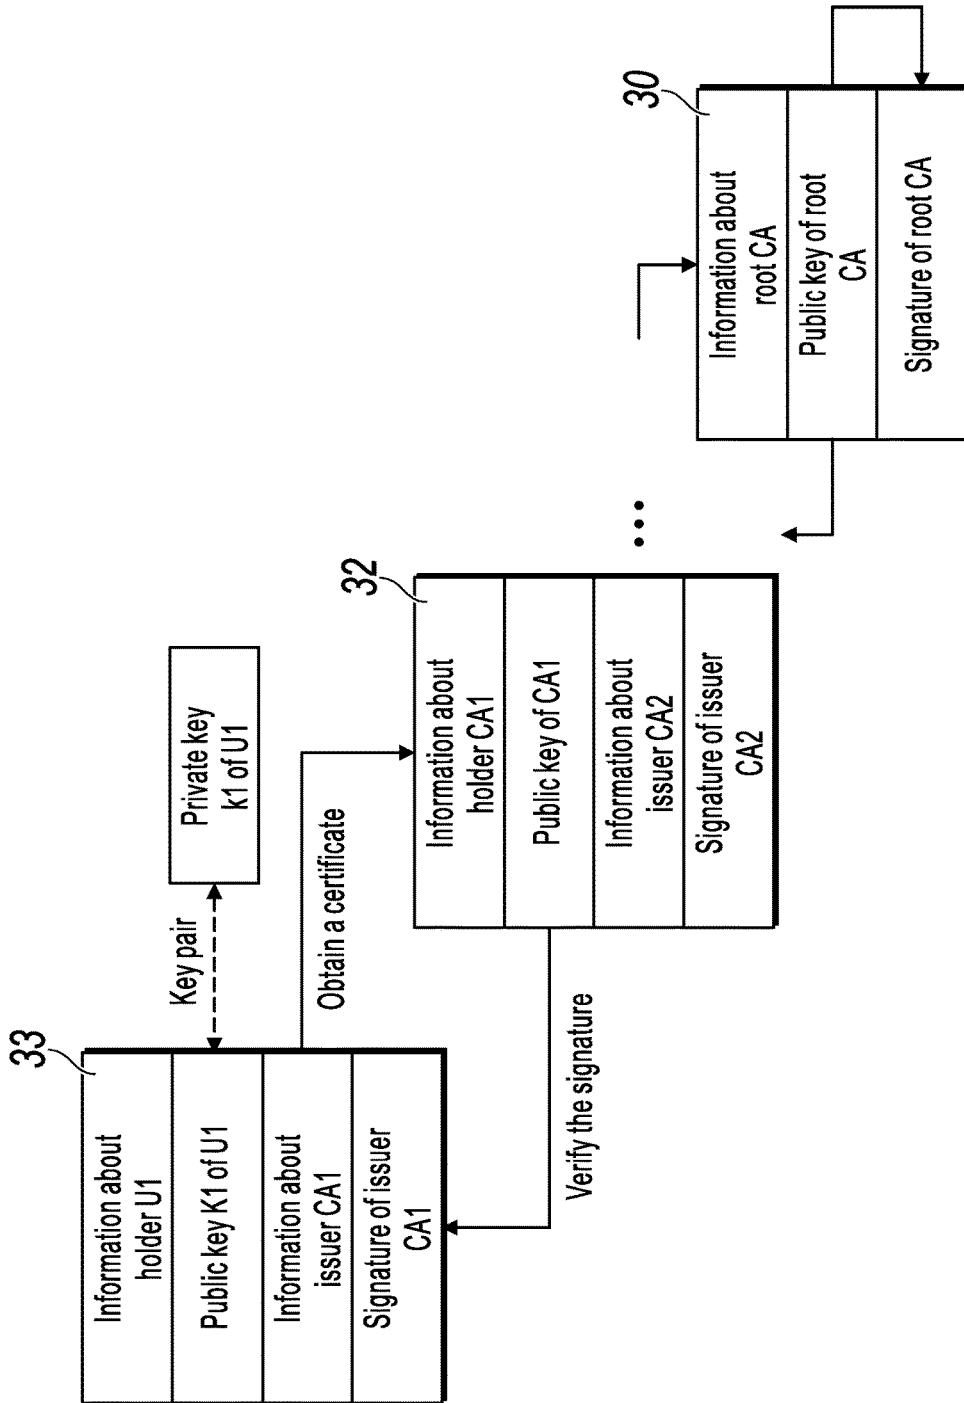 33
Information about
holder U1
Public key K1 of U1
Information about
issuer CA1
Signature of issuer
CA1
Key pair
Private key
k1 of U1
Obtain a certificate
Verify the signature
32
Information about
holder CA1
Public key of CA1
Information about
issuer CA2
Signature of issuer
CA2
...
30
Information about
root CA
Public key of root
CA
Signature of root CA